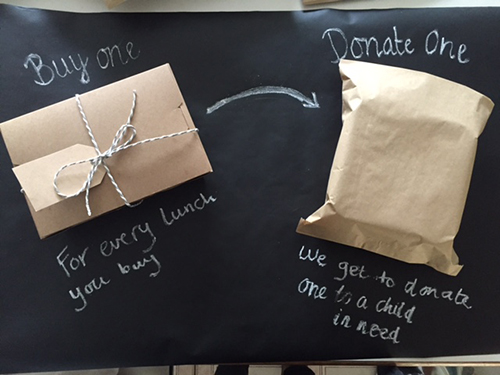 Buy one
Donate One
For every Lunch
you buy
We get to donate
one to a child
in need